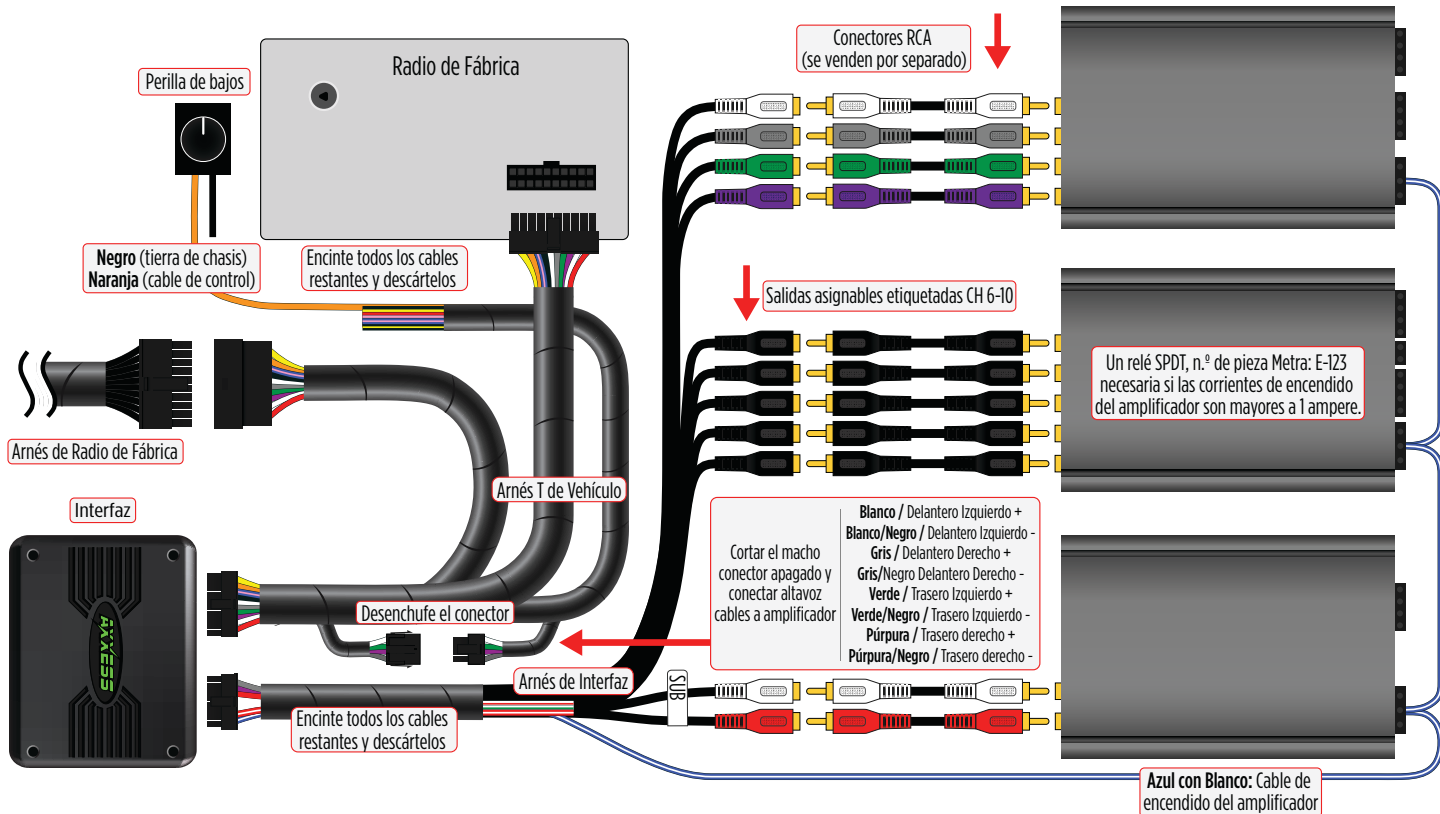 Radio de Fábrica
Perilla de bajos
Conectores RCA
(se venden por separado)
Negro (tierra de chasis)
Naranja (cable de control)
Encinte todos los cables
restantes y descártelos
Salidas asignables etiquetadas CH 6-10
Un relé SPDT, n.º de pieza Metra: E-123
necesaria si las corrientes de encendido
del amplificador son mayores a 1 ampere.
Arnés de Radio de Fábrica
Arnés T de Vehículo
Interfaz
AXXESS
Cortar el macho
conector apagado y
conectar altavoz
cables a amplificador
Blanco / Delantero Izquierdo +
Blanco/Negro / Delantero Izquierdo -
Gris / Delantero Derecho +
Gris/Negro Delantero Derecho -
Verde / Trasero Izquierdo +
Verde/Negro / Trasero Izquierdo -
Púrpura / Trasero derecho +
Púrpura/Negro / Trasero derecho -
Desenchufe el conector
Arnés de Interfaz
SUB
Encinte todos los cables
restantes y descártelos
Azul con Blanco: Cable de
encendido del amplificador